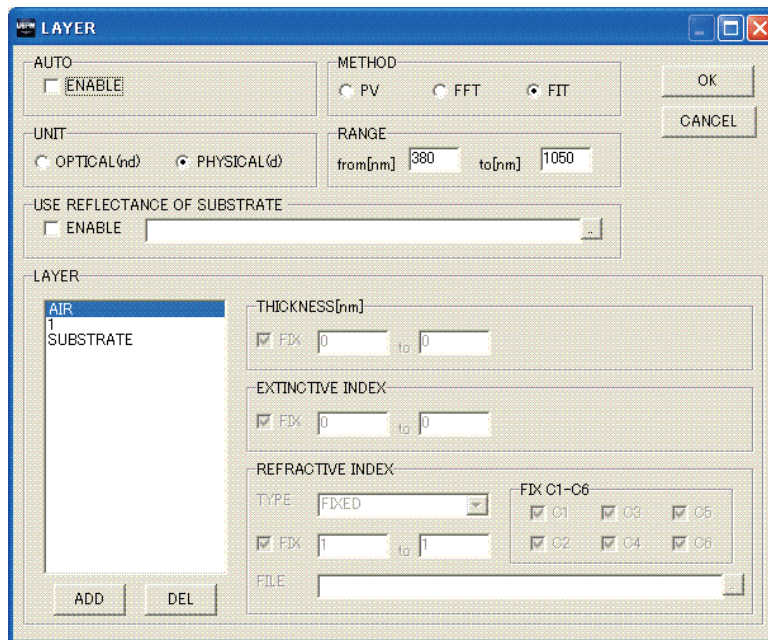 USPM LAYER
AUTO
ENABLE
METHOD
PV FFT FIT
OK
CANCEL
UNIT
OPTICAL(nd) PHYSICAL(d)
RANGE
from[nm] 380 to[nm] 1050
USE REFLECTANCE OF SUBSTRATE
ENABLE ..
LAYER
AIR
1
SUBSTRATE
ADD DEL
THICKNESS[nm]
FIX 0 to 0
EXTINCTIVE INDEX
FIX 0 to 0
REFRACTIVE INDEX
TYPE FIXED
FIX 1 to 1
FIX C1-C6
C1 C3 C5
C2 C4 C6
FILE ..